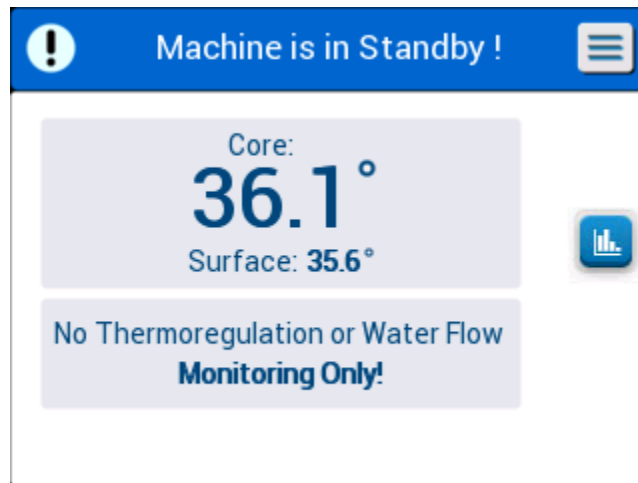 Machine is in Standby !
Core:
36.1°
Surface: 35.6°
No Thermoregulation or Water Flow
Monitoring Only!